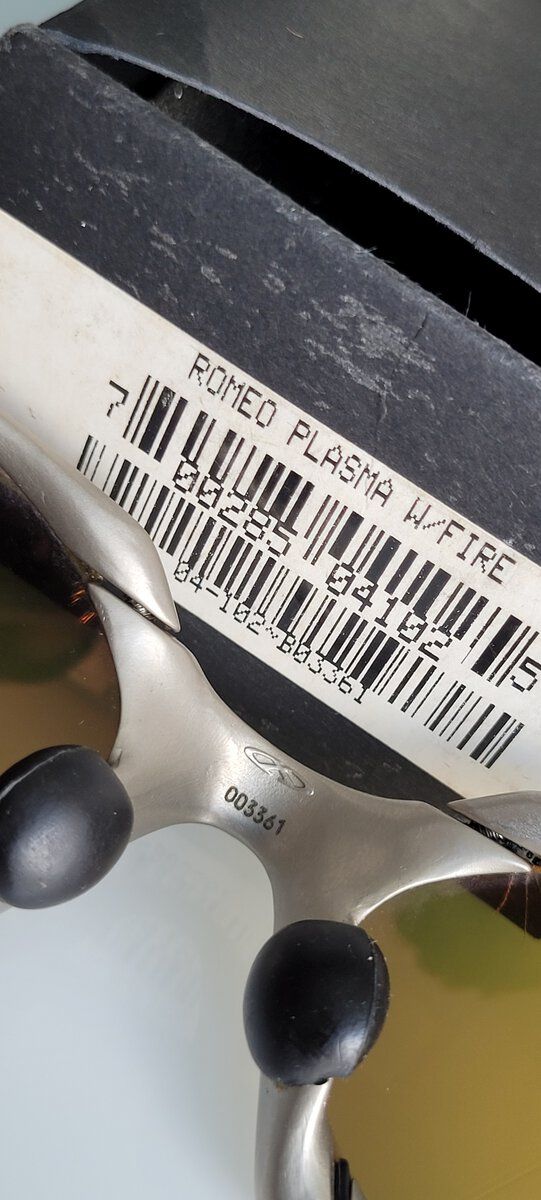 ROMEO PLASMA W/FIRE
7 00285 04102 5
04-102~B03361
003361